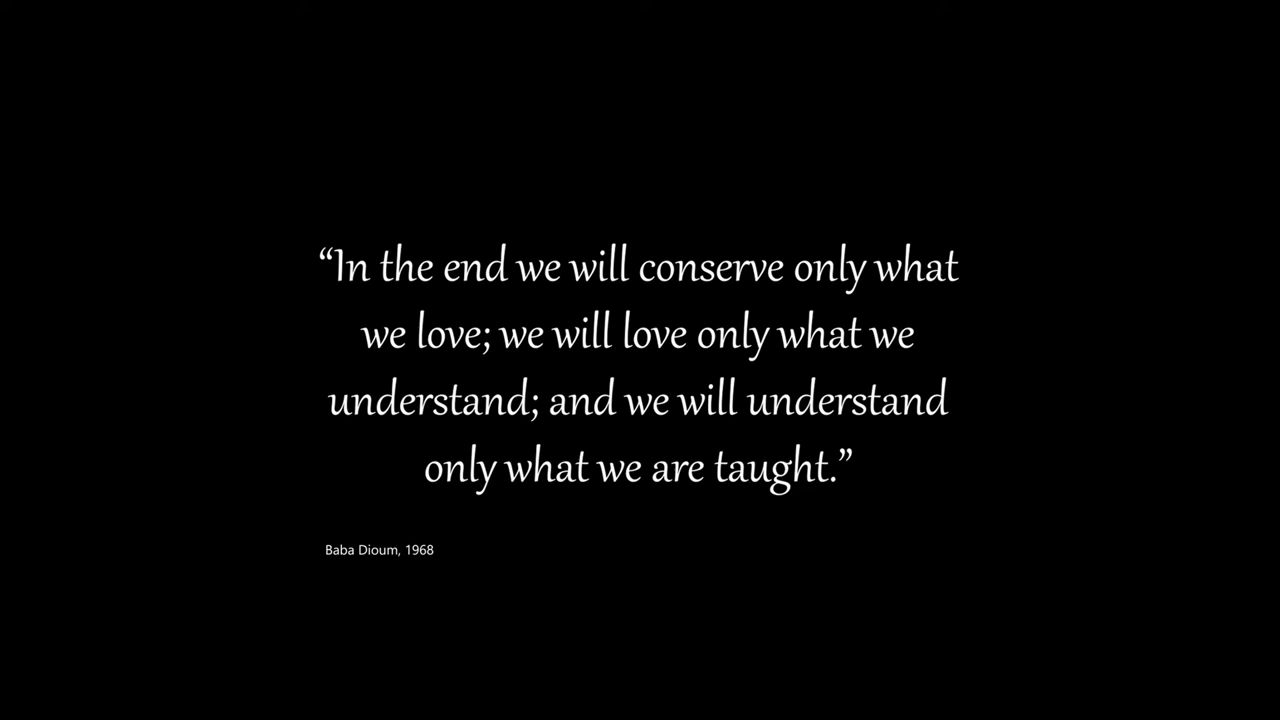 “In the end we will conserve only what
we love; we will love only what we
understand; and we will understand
only what we are taught.”
Baba Dioum, 1968